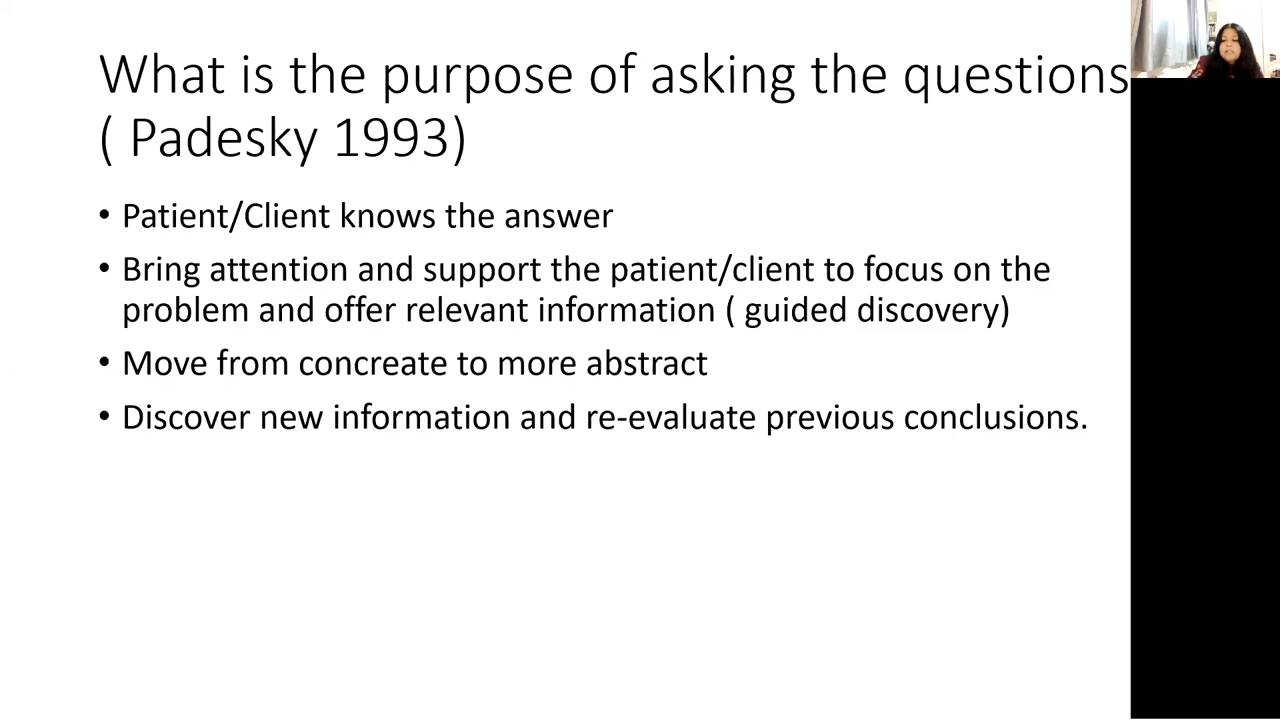 What is the purpose of asking the questions
( Padesky 1993)
• Patient/Client knows the answer
• Bring attention and support the patient/client to focus on the
problem and offer relevant information ( guided discovery)
• Move from concreate to more abstract
• Discover new information and re-evaluate previous conclusions.